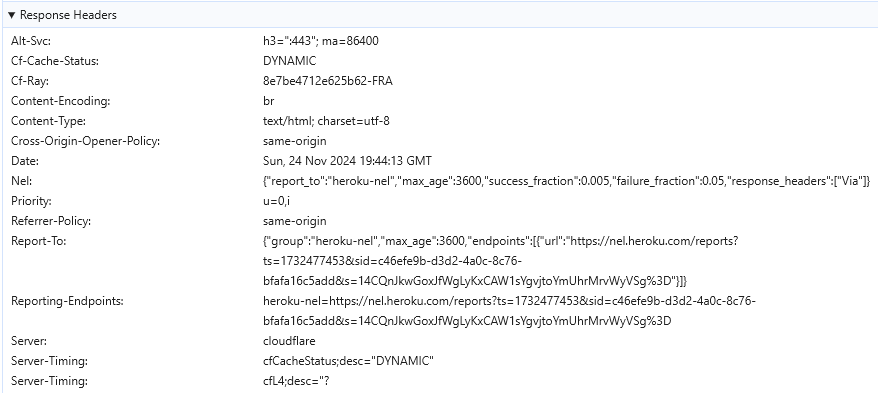 ▼ Response Headers
Alt-Svc: h3=":443"; ma=86400
Cf-Cache-Status: DYNAMIC
Cf-Ray: 8e7be4712e625b62-FRA
Content-Encoding: br
Content-Type: text/html; charset=utf-8
Cross-Origin-Opener-Policy: same-origin
Date: Sun, 24 Nov 2024 19:44:13 GMT
Nel: {"report_to":"heroku-nel","max_age":3600,"success_fraction":0.005,"failure_fraction":0.05,"response_headers":["Via"]}
Priority: u=0,i
Referrer-Policy: same-origin
Report-To: {"group":"heroku-nel","max_age":3600,"endpoints":[{"url":"https://nel.heroku.com/reports?
ts=1732477453&sid=c46efe9b-d3d2-4a0c-8c76-
bfafa16c5add&s=14CQnJkwGoxJfWgLyKxCAW1sYgvjtoYmUhrMrvWyVSg%3D"}]}
Reporting-Endpoints: heroku-nel=https://nel.heroku.com/reports?ts=1732477453&sid=c46efe9b-d3d2-4a0c-8c76-
bfafa16c5add&s=14CQnJkwGoxJfWgLyKxCAW1sYgvjtoYmUhrMrvWyVSg%3D
Server: cloudflare
Server-Timing: cfCacheStatus;desc="DYNAMIC"
Server-Timing: cfL4;desc="?